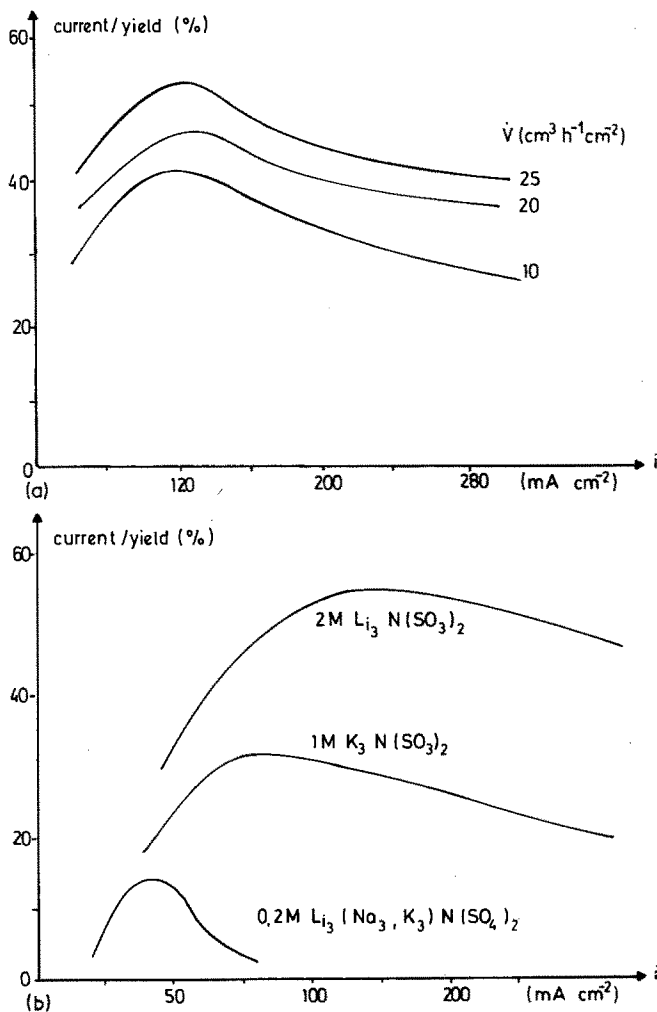 60
current/yield (%)
V̇ (cm³ h⁻¹ cm⁻²)
40
25
20
10
20
0
(a)
120
200
280
(mA cm⁻²)
i
current/yield (%)
60
2M Li₃ N(SO₃)₂
40
1M K₃ N(SO₃)₂
20
0,2M Li₃ (Na₃, K₃) N(SO₄)₂
0
(b)
50
100
200
(mA cm⁻²)
i